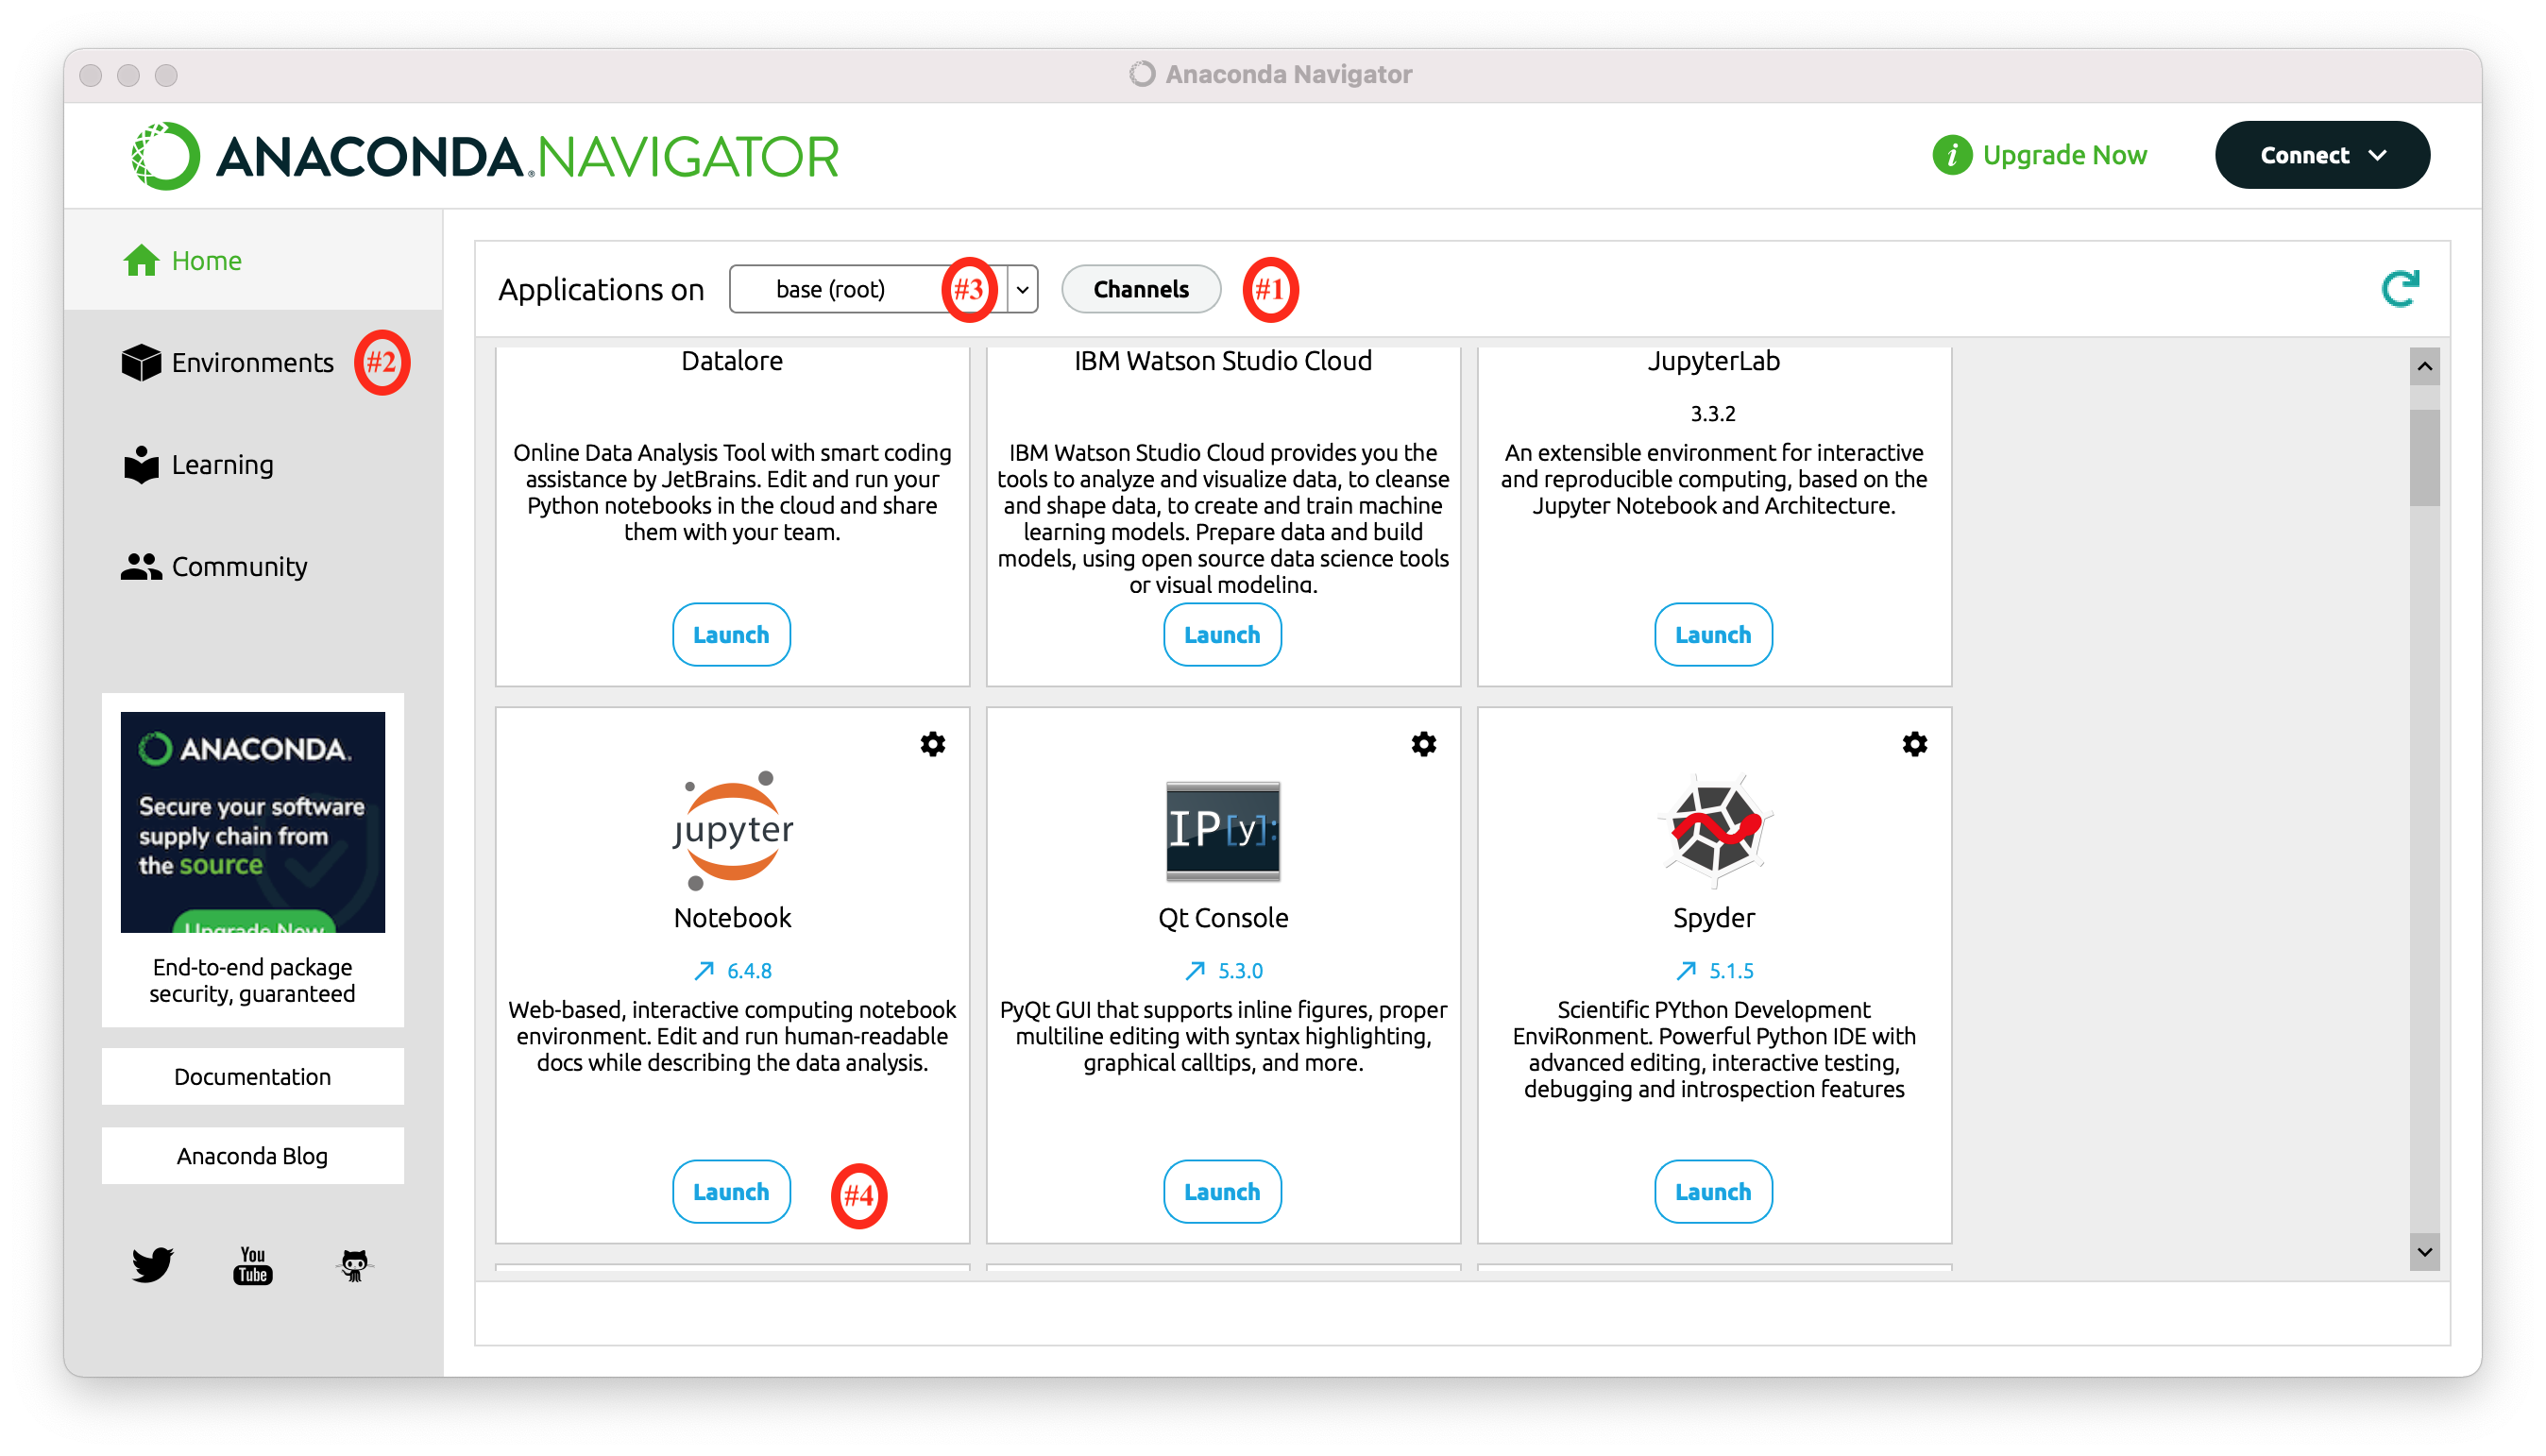 Anaconda Navigator
ANACONDA.NAVIGATOR
Upgrade Now
Connect
Home
Environments
#2
Learning
Community
ANACONDA.
Secure your software
supply chain from
the source
Upgrade Now
End-to-end package
security, guaranteed
Documentation
Anaconda Blog
You
Tube
Applications on
base (root)
#3
Channels
#1
Datalore
Online Data Analysis Tool with smart coding
assistance by JetBrains. Edit and run your
Python notebooks in the cloud and share
them with your team.
Launch
IBM Watson Studio Cloud
IBM Watson Studio Cloud provides you the
tools to analyze and visualize data, to cleanse
and shape data, to create and train machine
learning models. Prepare data and build
models, using open source data science tools
or visual modeling.
Launch
JupyterLab
3.3.2
An extensible environment for interactive
and reproducible computing, based on the
Jupyter Notebook and Architecture.
Launch
jupyter
Notebook
6.4.8
Web-based, interactive computing notebook
environment. Edit and run human-readable
docs while describing the data analysis.
Launch
#4
IP[y]:
Qt Console
5.3.0
PyQt GUI that supports inline figures, proper
multiline editing with syntax highlighting,
graphical calltips, and more.
Launch
Spyder
5.1.5
Scientific PYthon Development
EnviRonment. Powerful Python IDE with
advanced editing, interactive testing,
debugging and introspection features
Launch